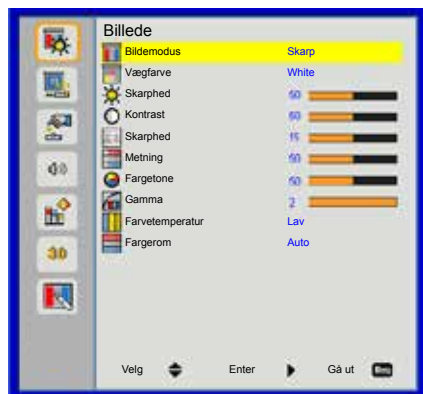 Billede
Bildemodus Skarp
Vægfarve White
Skarphed 50
Kontrast 50
Skarphed 15
Metning 50
Fargetone 50
Gamma 2
Farvetemperatur Lav
Fargerom Auto
3D
Velg Enter Gå ut